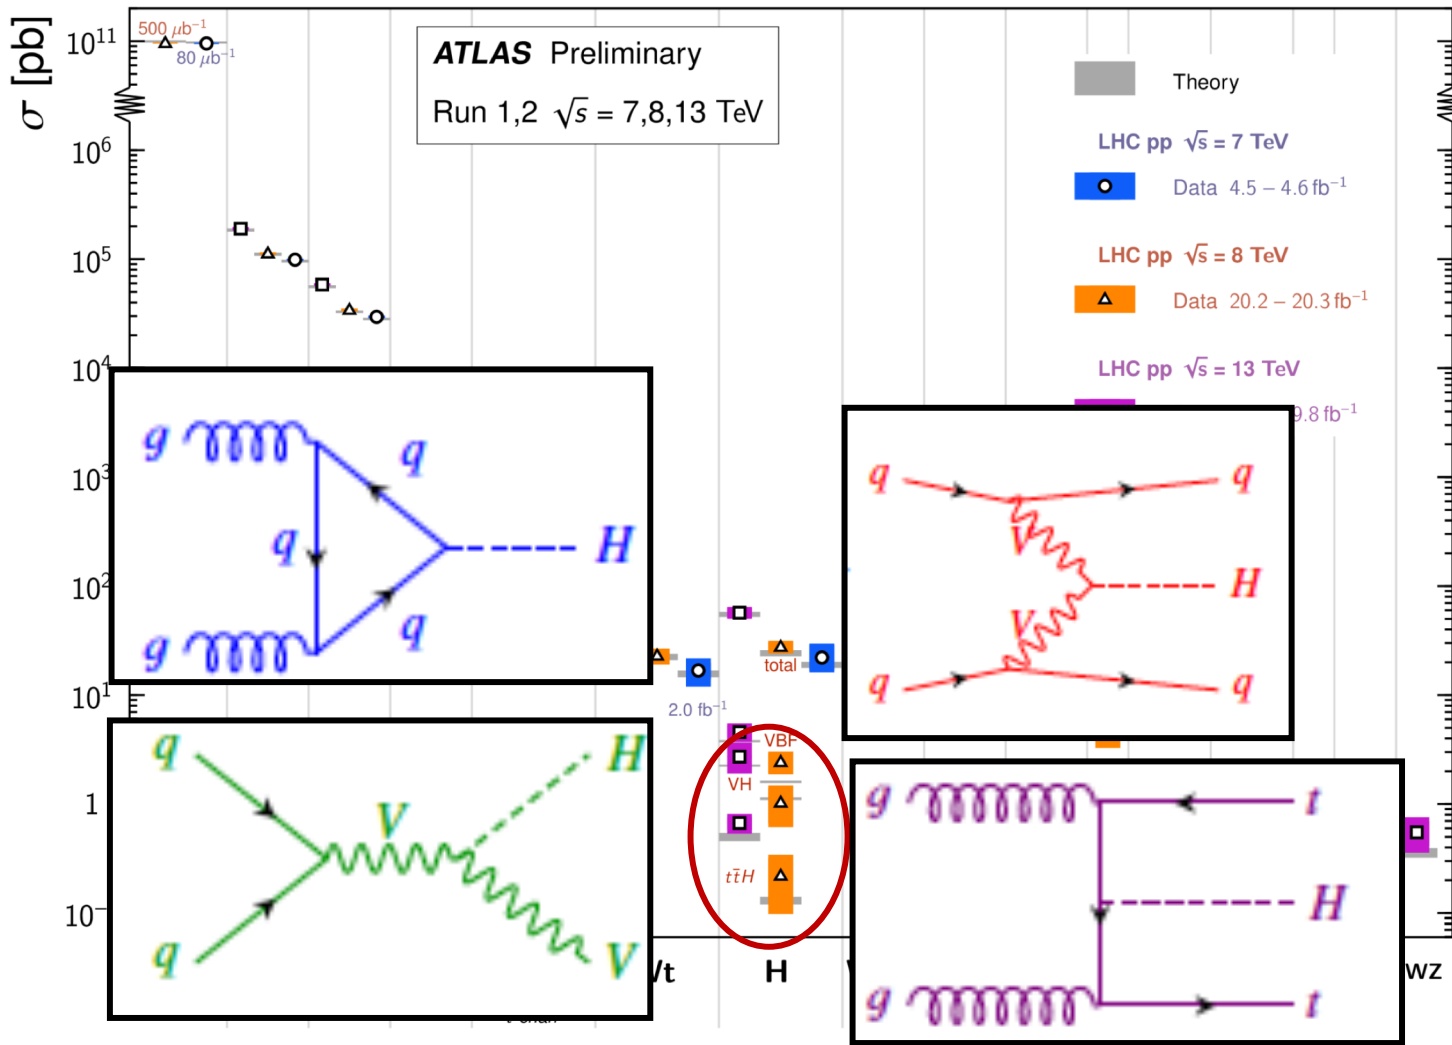 σ [pb]
500 μb⁻¹
80 μb⁻¹
10¹¹
10⁶
10⁵
10⁴
10³
10²
10¹
1
10⁻
ATLAS Preliminary
Run 1,2 √s = 7,8,13 TeV
Theory
LHC pp √s = 7 TeV
Data 4.5 − 4.6 fb⁻¹
LHC pp √s = 8 TeV
Data 20.2 − 20.3 fb⁻¹
LHC pp √s = 13 TeV
9.8 fb⁻¹
g
q
q
H
g
q
q
q
V
H
V
q
q
total
2.0 fb⁻¹
VBF
VH
tt̄H
q
H
V
q
V
g
t
H
g
t
t
H
WZ